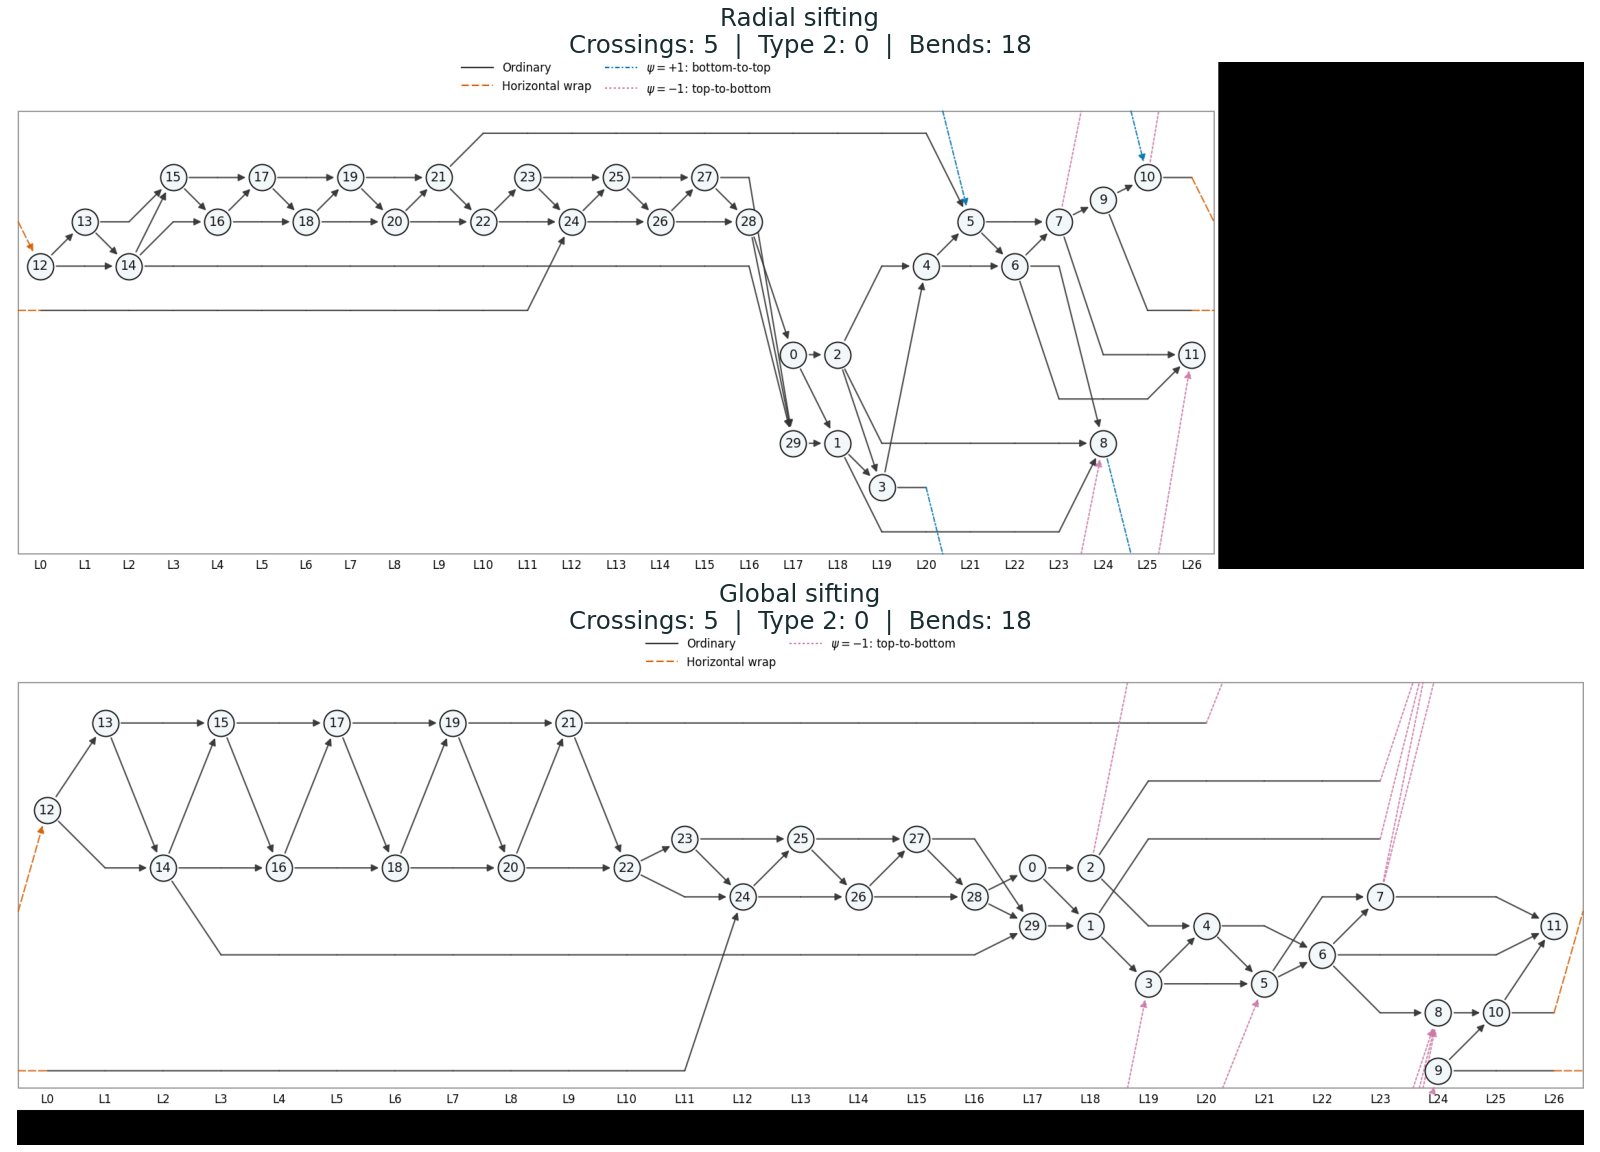 Radial sifting
Crossings: 5 | Type 2: 0 | Bends: 18
Ordinary
Horizontal wrap
ψ = +1: bottom-to-top
ψ = −1: top-to-bottom
15 17 19 21 23 25 27 10
9
13 16 18 20 22 24 26 28 5 7
12 14 4 6
0 2 11
29 1 8
3
L0 L1 L2 L3 L4 L5 L6 L7 L8 L9 L10 L11 L12 L13 L14 L15 L16 L17 L18 L19 L20 L21 L22 L23 L24 L25 L26
Global sifting
Crossings: 5 | Type 2: 0 | Bends: 18
Ordinary
Horizontal wrap
ψ = −1: top-to-bottom
13 15 17 19 21
12
23 25 27
14 16 18 20 22 0 2
24 26 28 7
29 1 4 11
6
3 5
8 10
9
L0 L1 L2 L3 L4 L5 L6 L7 L8 L9 L10 L11 L12 L13 L14 L15 L16 L17 L18 L19 L20 L21 L22 L23 L24 L25 L26